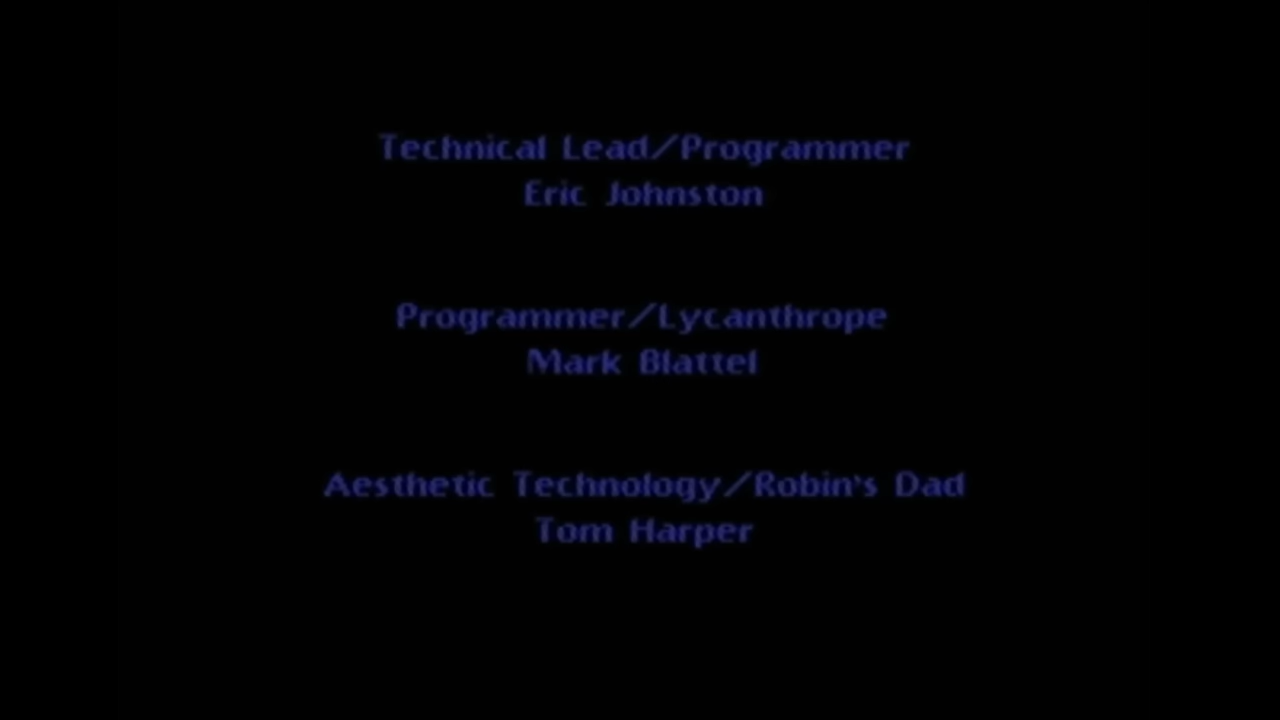 Technical Lead/Programmer
Eric Johnston
Programmer/Lycanthrope
Mark Blattel
Aesthetic Technology/Robin's Dad
Tom Harper